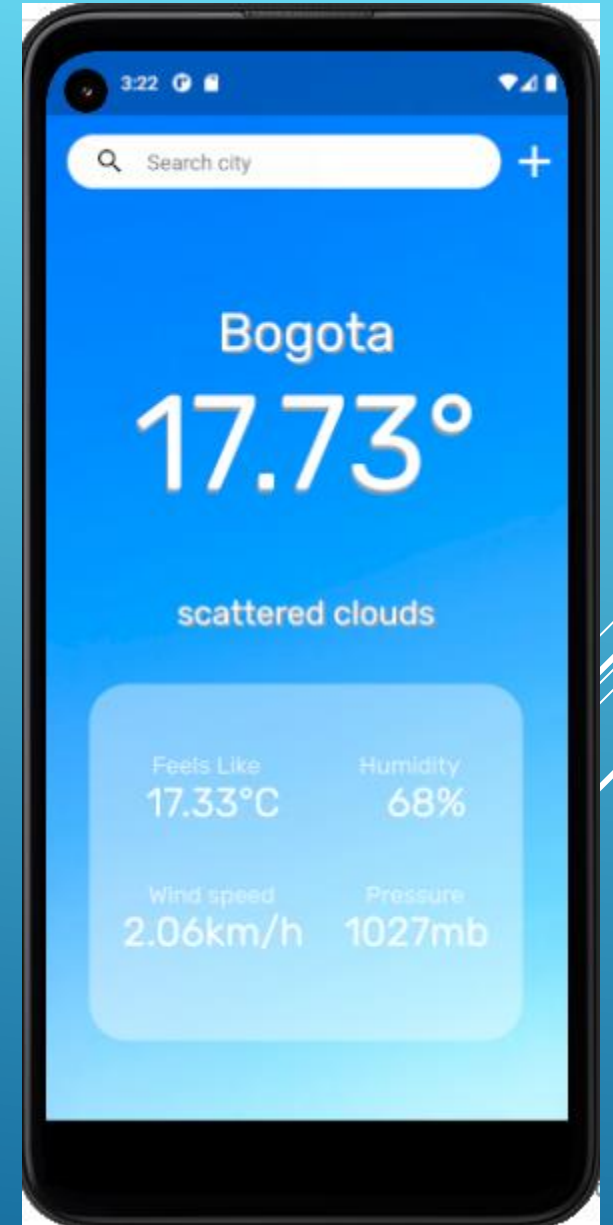 3:22
Search city
Bogota
17.73°
scattered clouds
Feels Like Humidity
17.33°C 68%
Wind speed Pressure
2.06km/h 1027mb